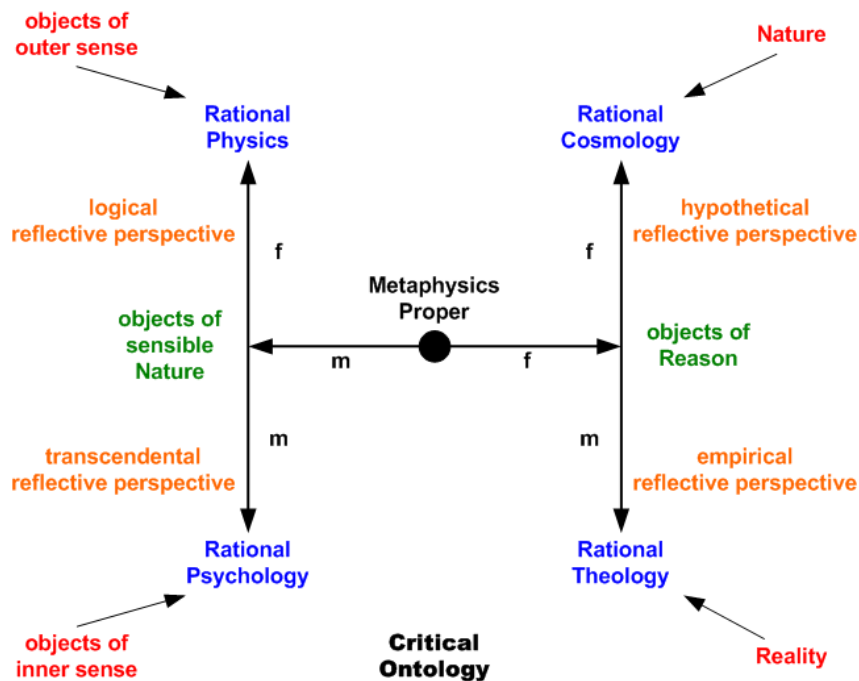 objects of
outer sense
Nature
Rational
Physics
Rational
Cosmology
logical
reflective perspective
hypothetical
reflective perspective
f
f
Metaphysics
Proper
objects of
sensible
Nature
objects of
Reason
m
f
m
m
transcendental
reflective perspective
empirical
reflective perspective
Rational
Psychology
Rational
Theology
objects of
inner sense
Critical
Ontology
Reality